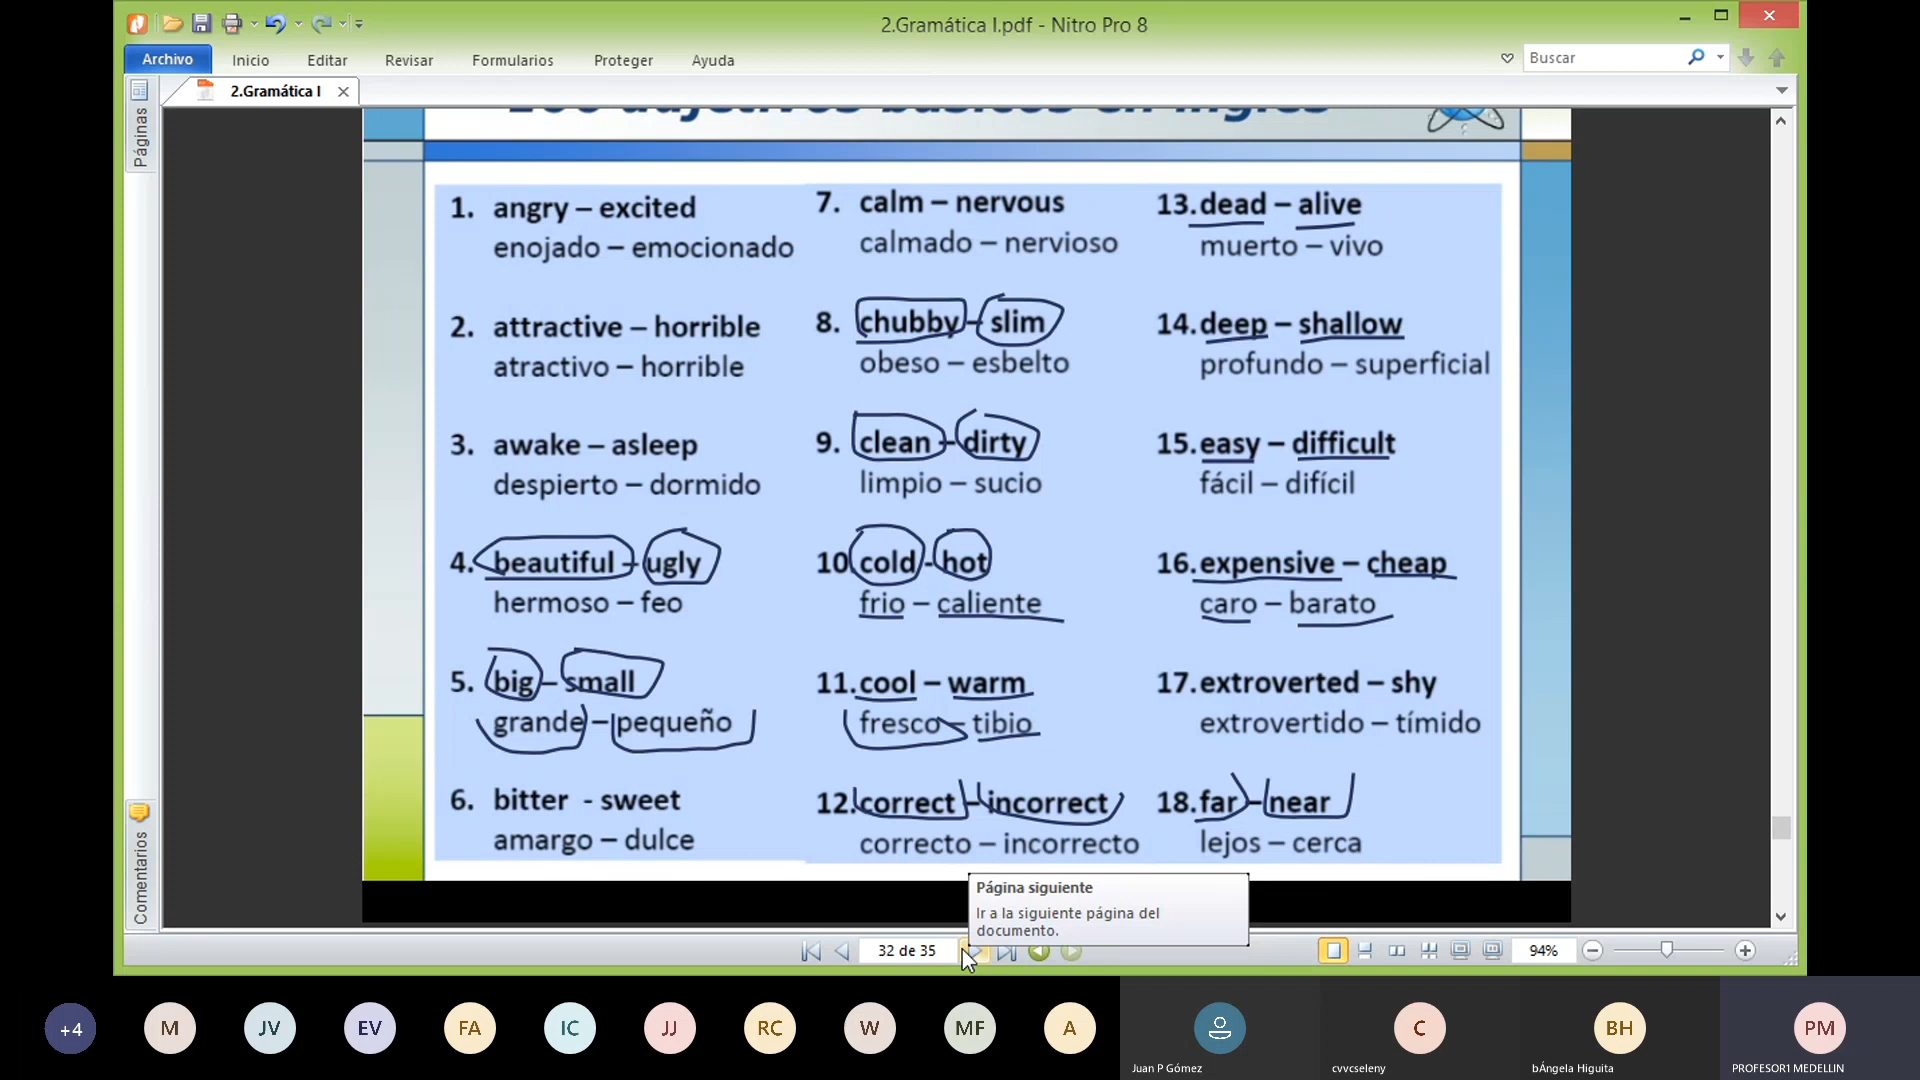 2.Gramática I.pdf - Nitro Pro 8
Archivo Inicio Editar Revisar Formularios Proteger Ayuda
Buscar
2.Gramática I
Páginas
Comentarios
adjetivos básicos en inglés
1. angry – excited
enojado – emocionado
2. attractive – horrible
atractivo – horrible
3. awake – asleep
despierto – dormido
4. beautiful – ugly
hermoso – feo
5. big – small
grande – pequeño
6. bitter - sweet
amargo – dulce
7. calm – nervous
calmado – nervioso
8. chubby – slim
obeso – esbelto
9. clean – dirty
limpio – sucio
10 cold - hot
frio – caliente
11. cool – warm
fresco – tibio
12. correct – incorrect
correcto – incorrecto
13. dead – alive
muerto – vivo
14. deep – shallow
profundo – superficial
15. easy – difficult
fácil – difícil
16. expensive – cheap
caro – barato
17. extroverted – shy
extrovertido – tímido
18. far – near
lejos – cerca
Página siguiente
Ir a la siguiente página del
documento.
32 de 35
94%
+4 M JV EV FA IC JJ RC W MF A C BH PM
Juan P Gómez cvvcseleny bÁngela Higuita PROFESOR1 MEDELLIN